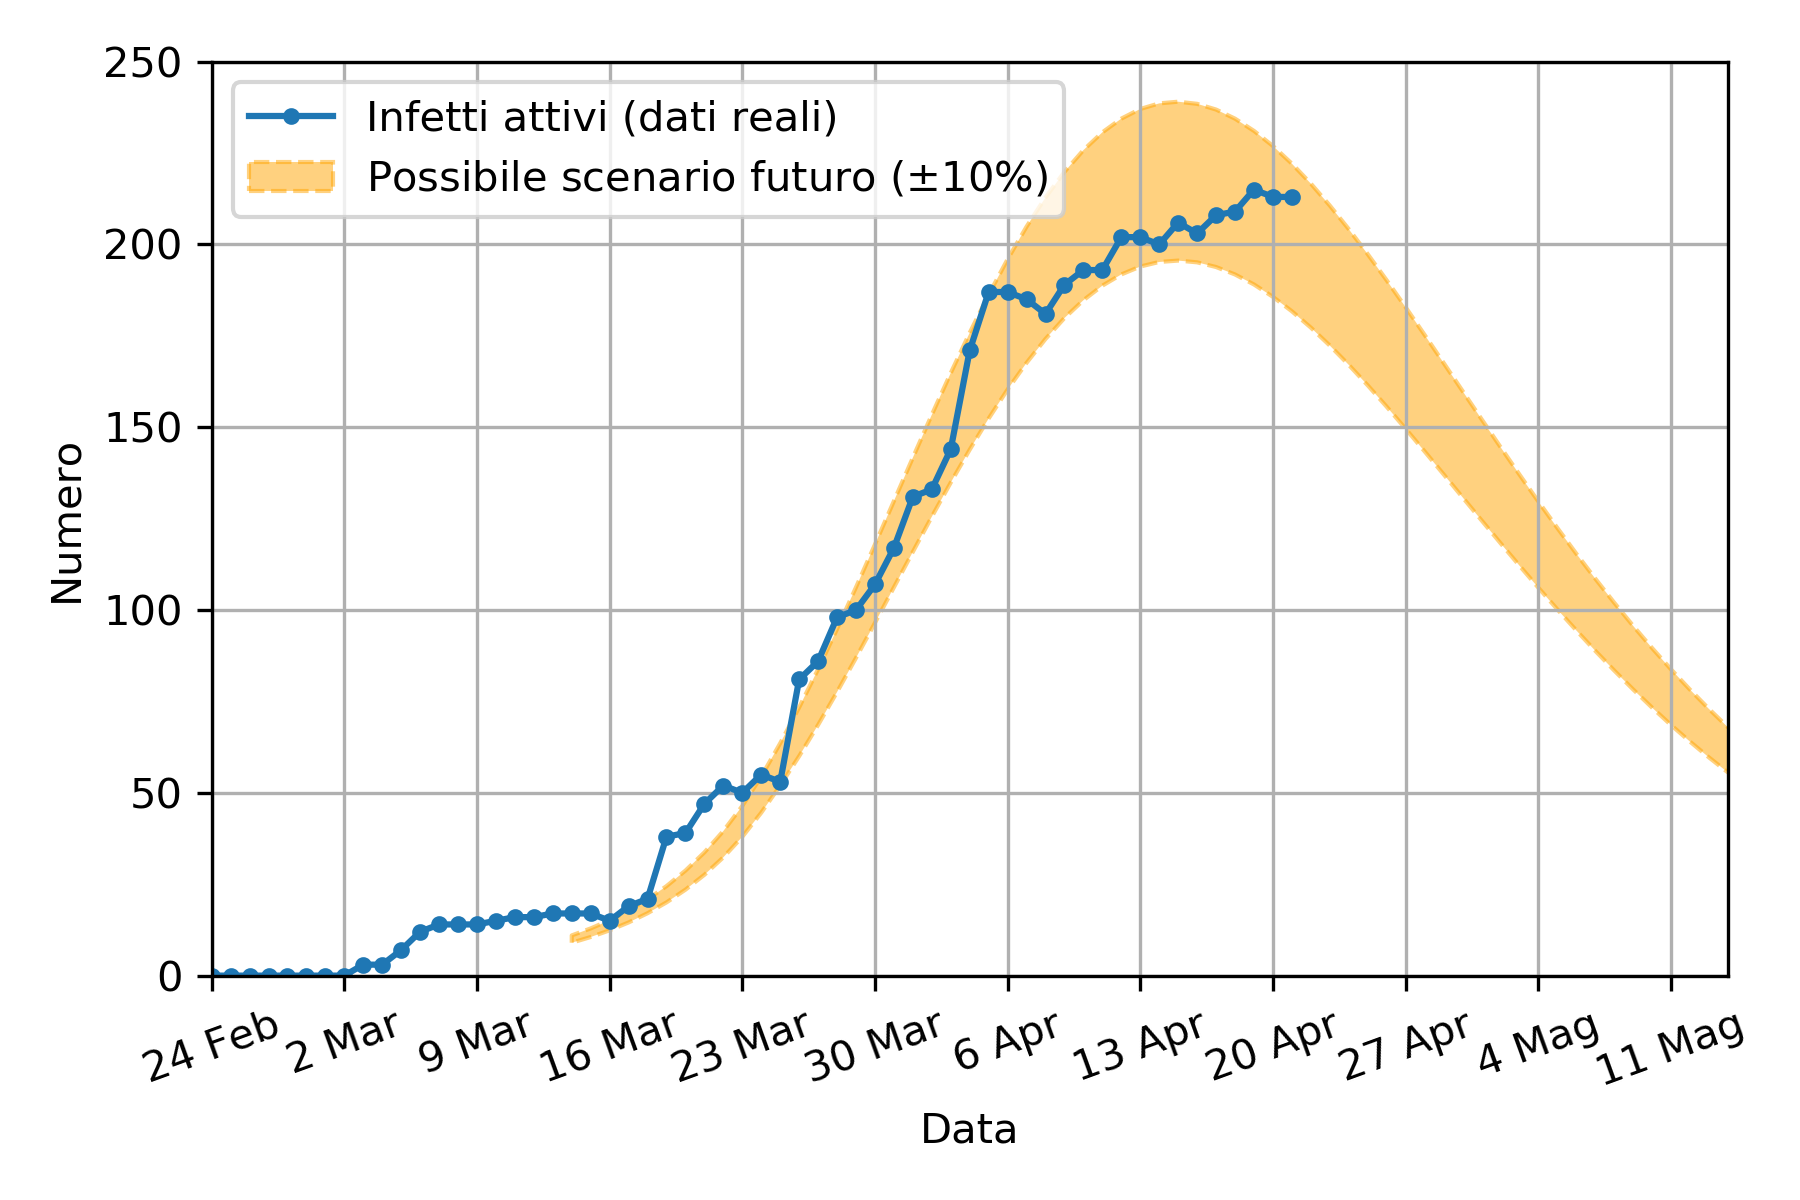 250
200
150
100
50
0
Numero
Infetti attivi (dati reali)
Possibile scenario futuro (±10%)
24 Feb
2 Mar
9 Mar
16 Mar
23 Mar
30 Mar
6 Apr
13 Apr
20 Apr
27 Apr
4 Mag
11 Mag
Data